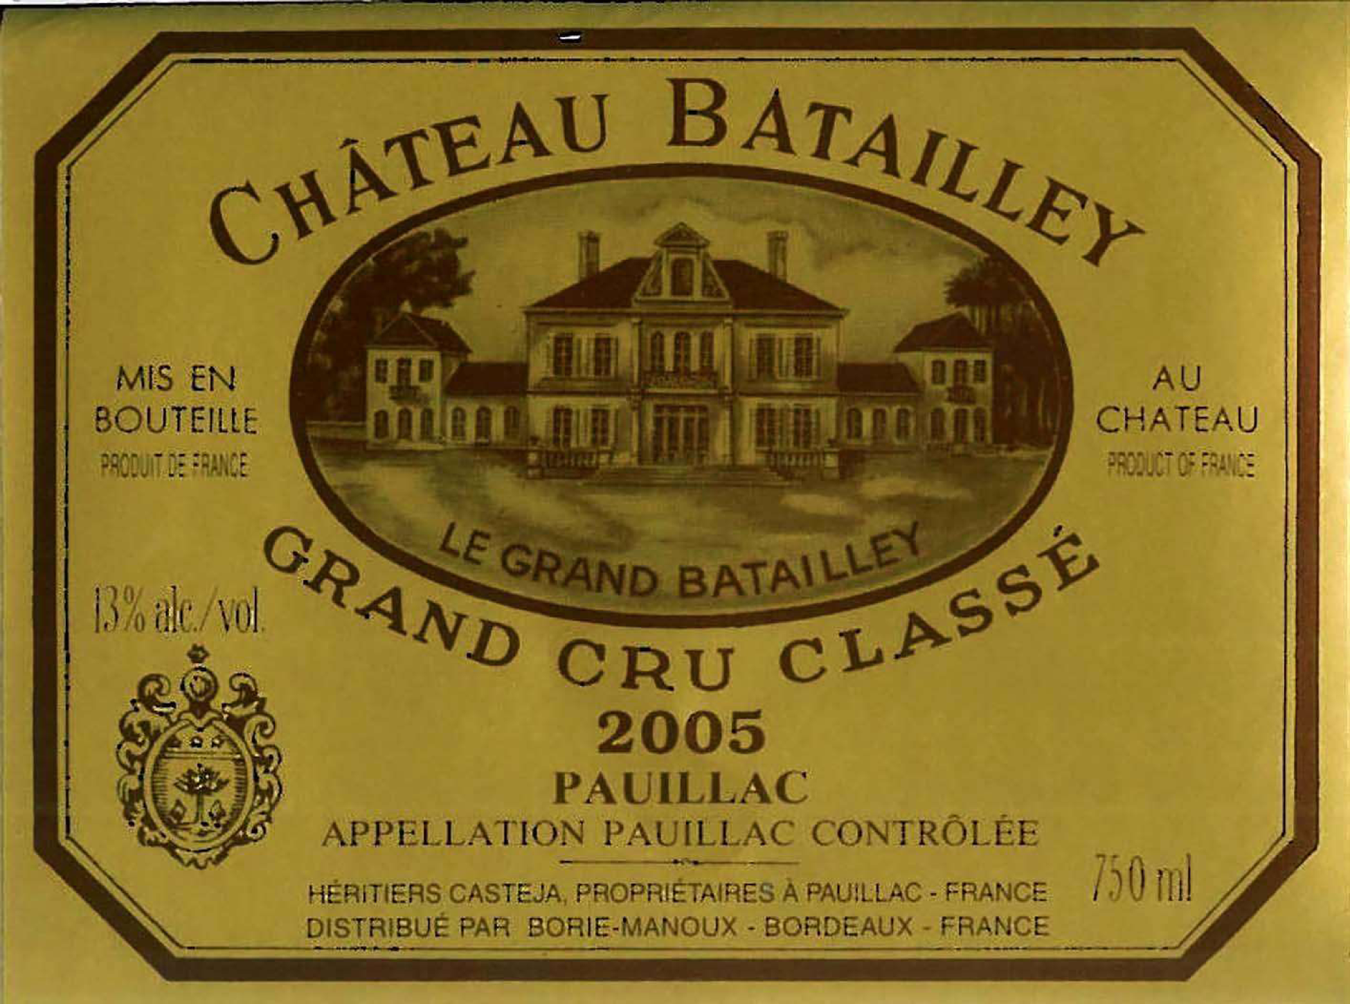 CHÂTEAU BATAILLEY
MIS EN
BOUTEILLE
PRODUIT DE FRANCE
AU
CHATEAU
PRODUCT OF FRANCE
LE GRAND BATAILLEY
GRAND CRU CLASSÉ
13% alc./vol.
2005
PAUILLAC
APPELLATION PAUILLAC CONTRÔLÉE
HÉRITIERS CASTEJA, PROPRIÉTAIRES À PAUILLAC - FRANCE
DISTRIBUÉ PAR BORIE-MANOUX - BORDEAUX - FRANCE
750 ml